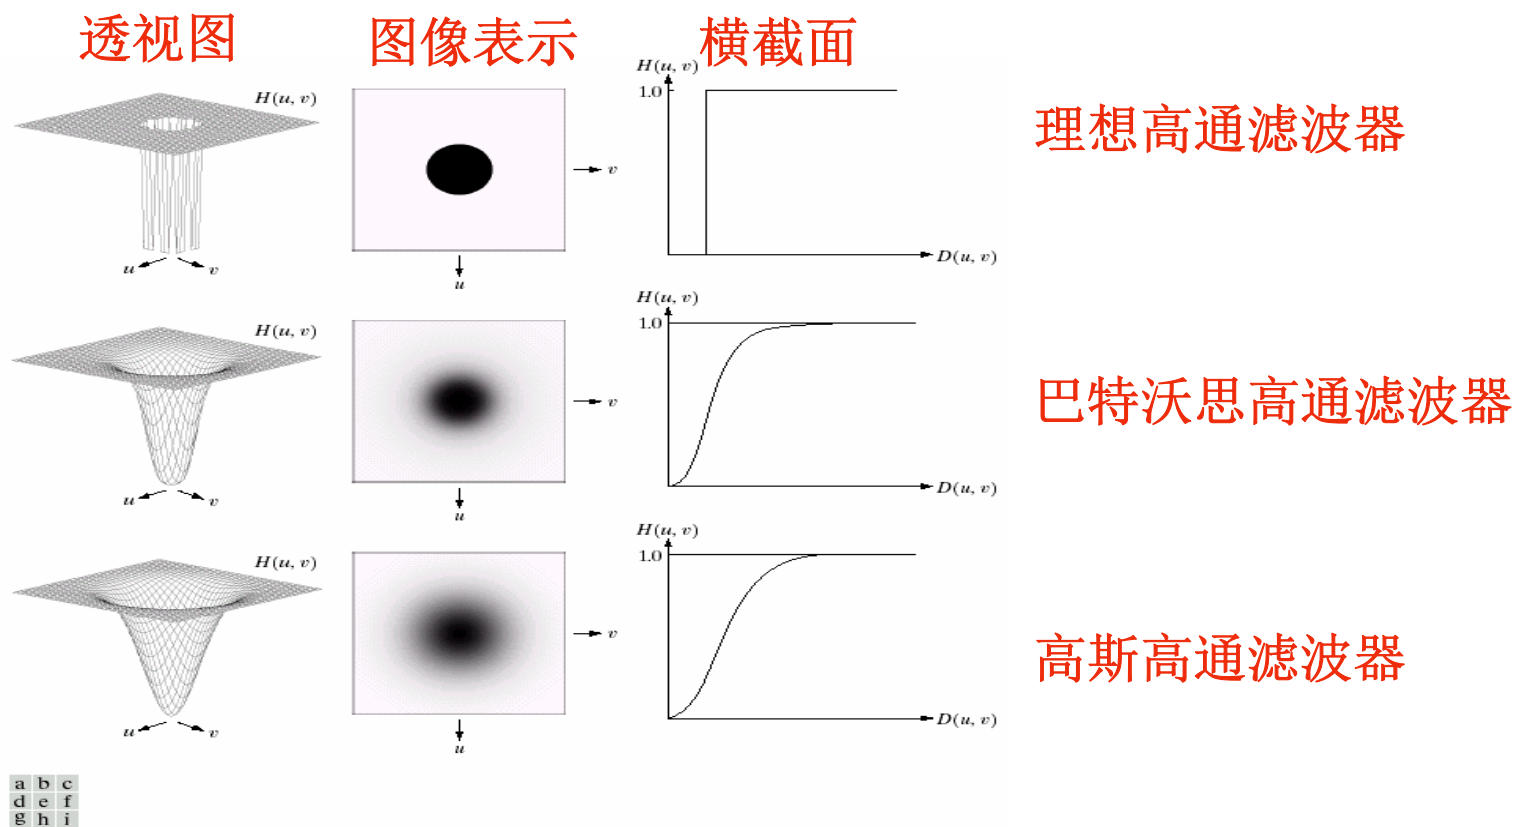 透视图 图像表示 横截面
H(u, v)
H(u, v)
1.0
理想高通滤波器
v
D(u, v)
u v
u
H(u, v)
H(u, v)
1.0
巴特沃思高通滤波器
v
D(u, v)
u v
u
H(u, v)
H(u, v)
1.0
高斯高通滤波器
v
D(u, v)
u v
u
a b c
d e f
g h i